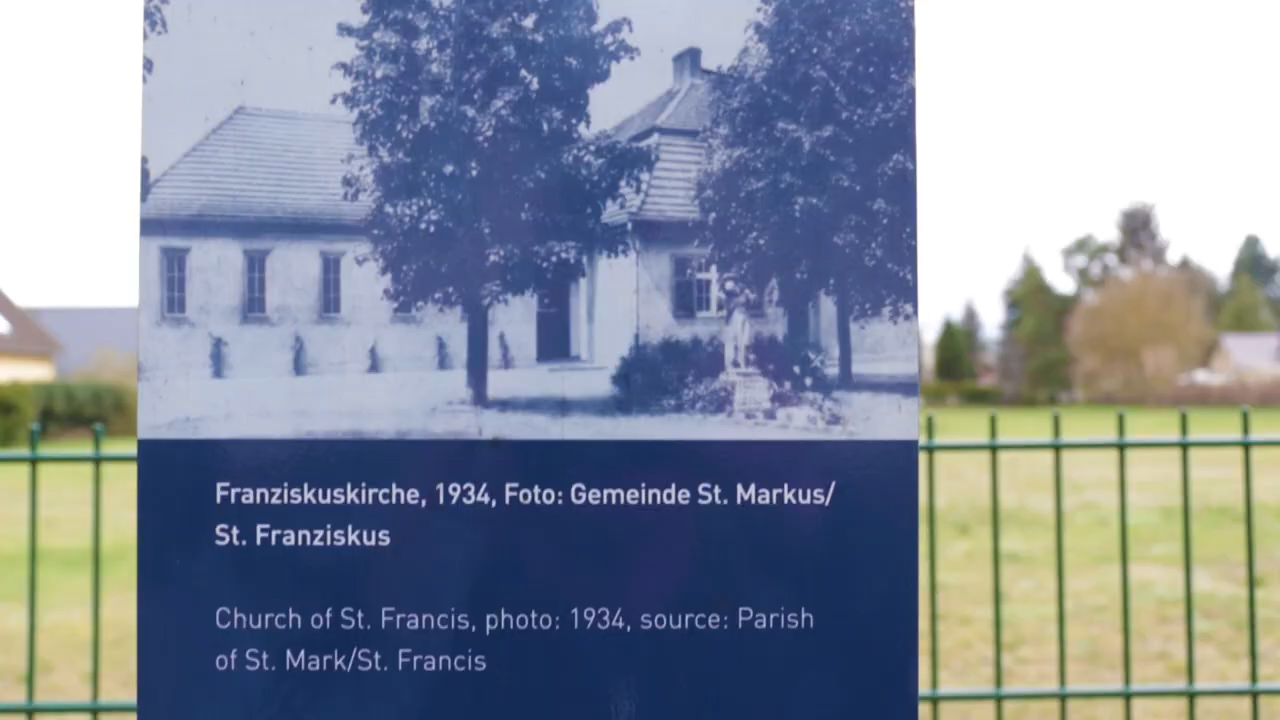 Franziskuskirche, 1934, Foto: Gemeinde St. Markus/
St. Franziskus
Church of St. Francis, photo: 1934, source: Parish
of St. Mark/St. Francis